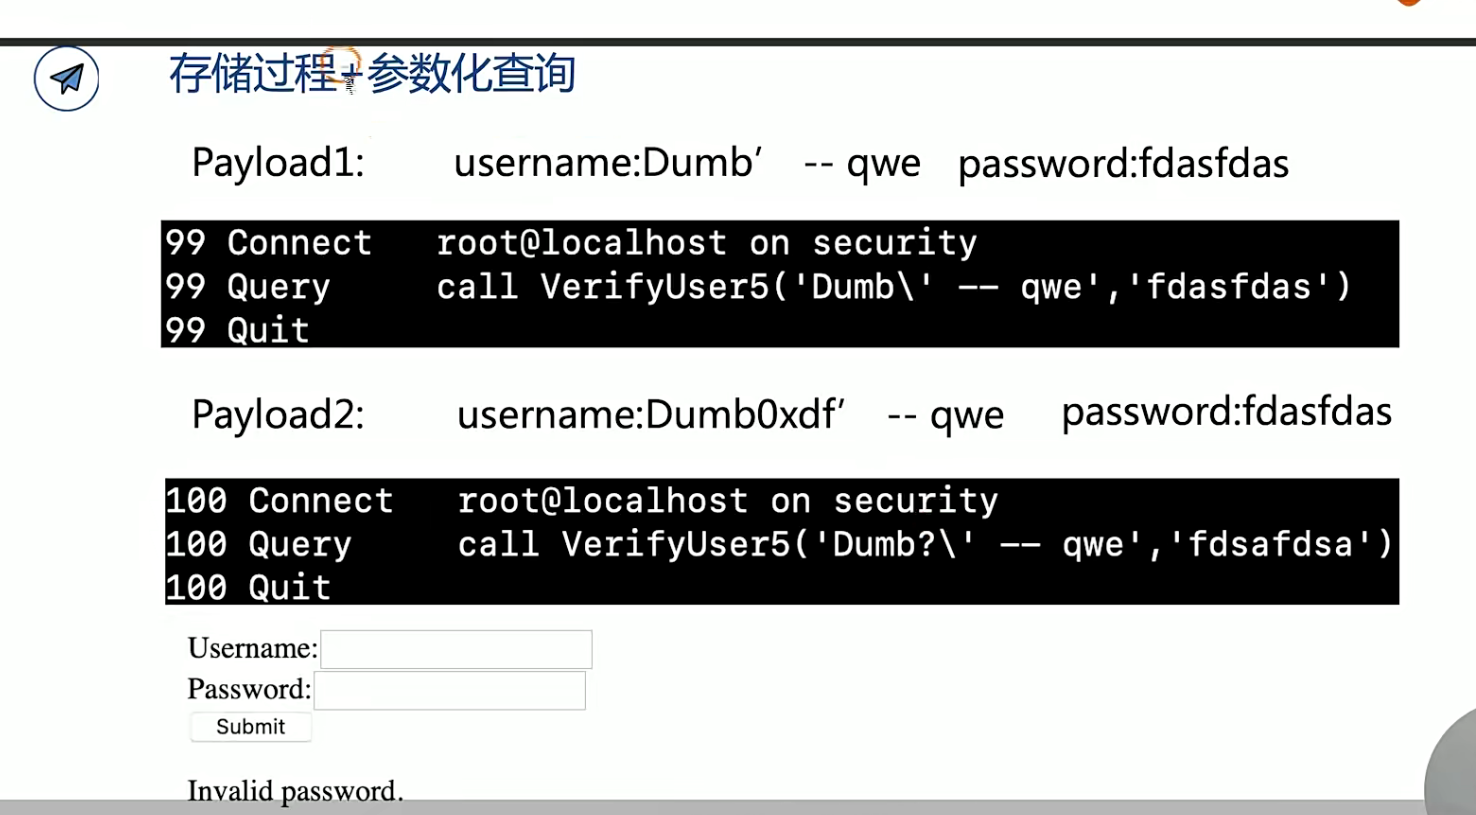 存储过程+参数化查询
Payload1: username:Dumb’ -- qwe password:fdasfdas
99 Connect root@localhost on security
99 Query call VerifyUser5('Dumb\' -- qwe','fdasfdas')
99 Quit
Payload2: username:Dumb0xdf’ -- qwe password:fdasfdas
100 Connect root@localhost on security
100 Query call VerifyUser5('Dumb?\' -- qwe','fdsafdsa')
100 Quit
Username:
Password:
Submit
Invalid password.